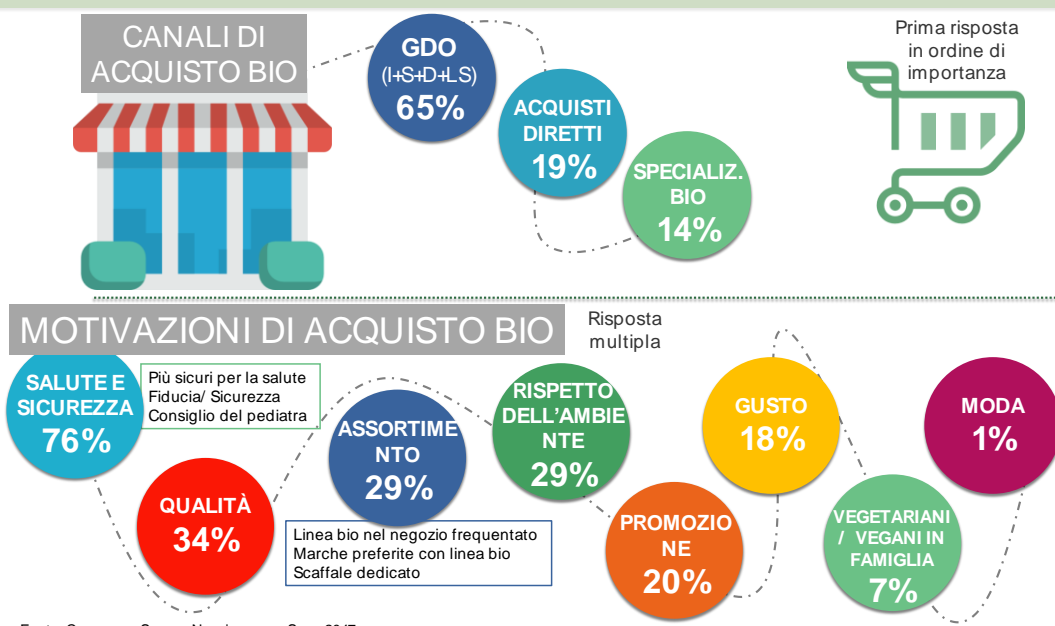 CANALI DI
ACQUISTO BIO
GDO
(I+S+D+LS)
65%
ACQUISTI
DIRETTI
19%
SPECIALIZ.
BIO
14%
Prima risposta
in ordine di
importanza
MOTIVAZIONI DI ACQUISTO BIO
Risposta
multipla
SALUTE E
SICUREZZA
76%
Più sicuri per la salute
Fiducia/ Sicurezza
Consiglio del pediatra
QUALITÀ
34%
ASSORTIME
NTO
29%
Linea bio nel negozio frequentato
Marche preferite con linea bio
Scaffale dedicato
RISPETTO
DELL'AMBIE
NTE
29%
PROMOZIO
NE
20%
GUSTO
18%
VEGETARIANI
/ VEGANI IN
FAMIGLIA
7%
MODA
1%